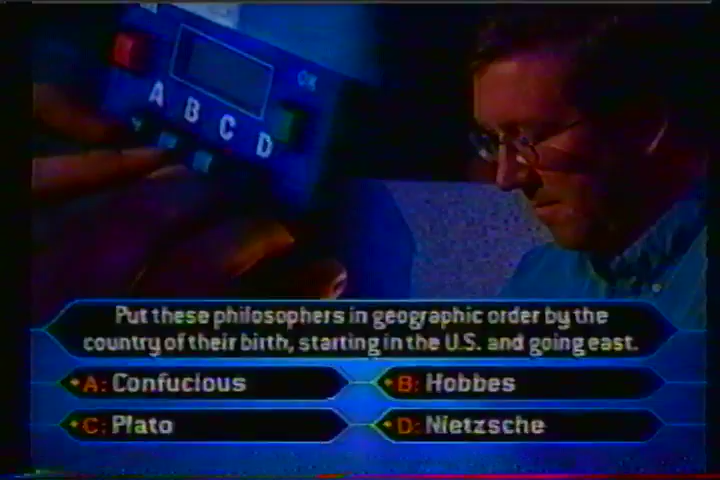 OK
A B C D
Put these philosophers in geographic order by the
country of their birth, starting in the U.S. and going east.
A: Confucious
B: Hobbes
C: Plato
D: Nietzsche